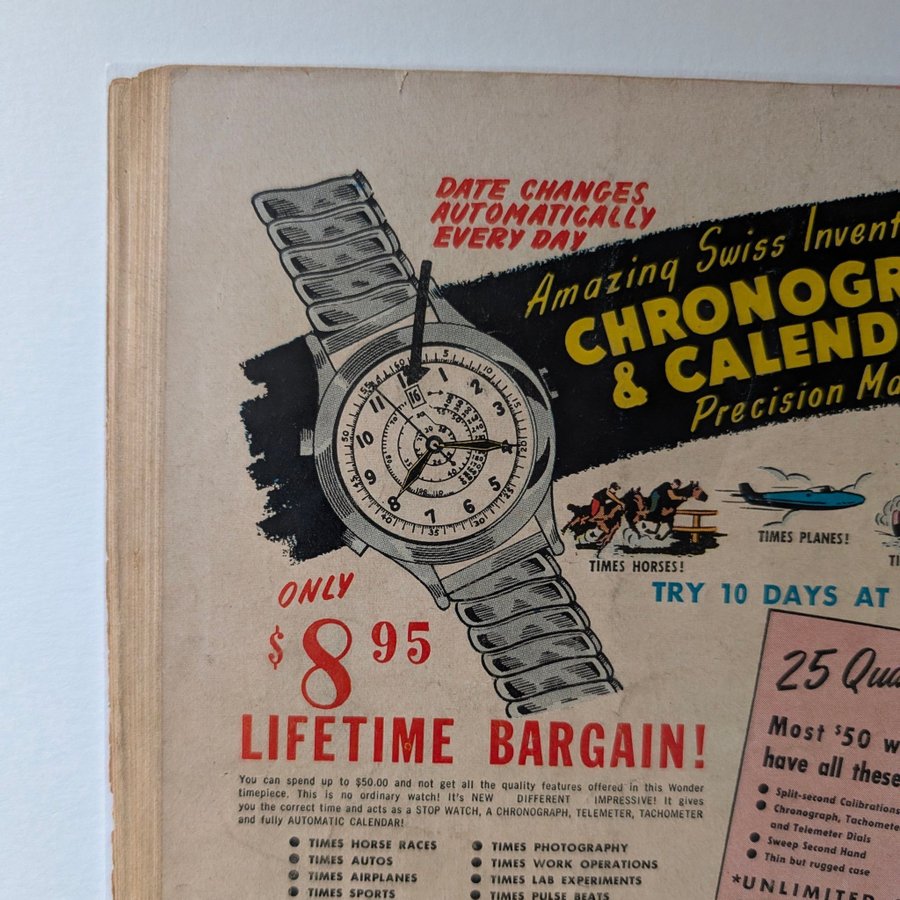 DATE CHANGES
AUTOMATICALLY
EVERY DAY
Amazing Swiss Invent
CHRONOGR
& CALEND
Precision Ma
16
TIMES HORSES!
TIMES PLANES!
TI
TRY 10 DAYS AT
ONLY
$8.95
LIFETIME BARGAIN!
You can spend up to $50.00 and not get all the quality features offered in this Wonder
timepiece. This is no ordinary watch! It's NEW DIFFERENT IMPRESSIVE! It gives
you the correct time and acts as a STOP WATCH, A CHRONOGRAPH, TELEMETER, TACHOMETER
and fully AUTOMATIC CALENDAR!
TIMES HORSE RACES
TIMES AUTOS
TIMES AIRPLANES
TIMES SPORTS
TIMES PHOTOGRAPHY
TIMES WORK OPERATIONS
TIMES LAB EXPERIMENTS
TIMES PULSE BEATS
25 Qua
Most $50 w
have all these
Split-second Calibrations
Chronograph, Tachomete
and Telemeter Dials
Sweep Second Hand
Thin but rugged case
*UNLIMITED